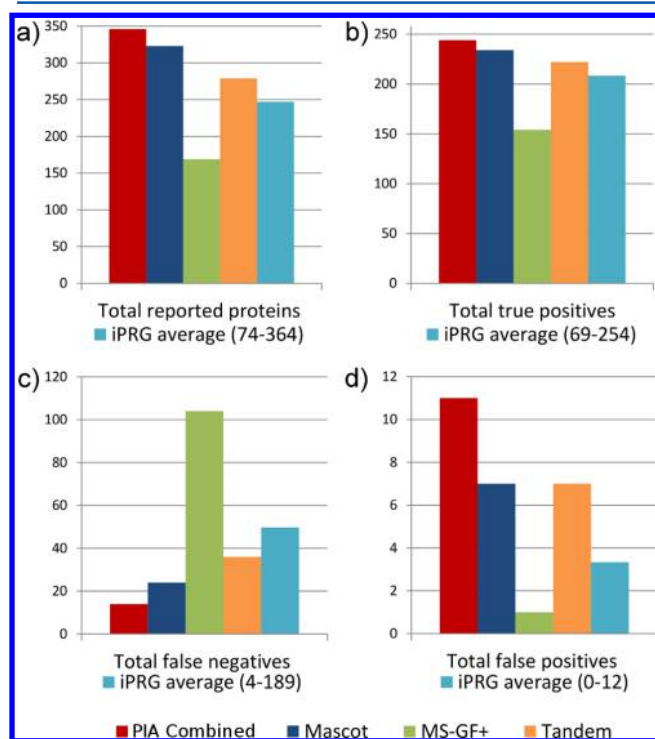 a)
350
300
250
200
150
100
50
0
Total reported proteins
iPRG average (74-364)
b)
250
200
150
100
50
0
Total true positives
iPRG average (69-254)
c)
120
100
80
60
40
20
0
Total false negatives
iPRG average (4-189)
d)
12
10
8
6
4
2
0
Total false positives
iPRG average (0-12)
PIA Combined Mascot MS-GF+ Tandem